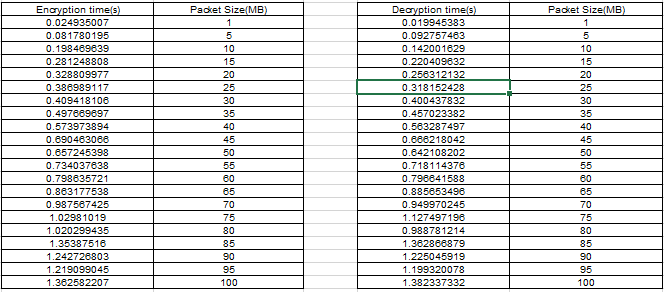 Encryption time(s) Packet Size(MB) Decryption time(s) Packet Size(MB)
0.024935007 1 0.019945383 1
0.081780195 5 0.092757463 5
0.198469639 10 0.142001629 10
0.281248808 15 0.220409632 15
0.328809977 20 0.256312132 20
0.386989117 25 0.318152428 25
0.409418106 30 0.400437832 30
0.497669697 35 0.457023382 35
0.573973894 40 0.563287497 40
0.690463066 45 0.666218042 45
0.657245398 50 0.642108202 50
0.734037638 55 0.718114376 55
0.798635721 60 0.796641588 60
0.863177538 65 0.885653496 65
0.987567425 70 0.949970245 70
1.02981019 75 1.127497196 75
1.020299435 80 0.988781214 80
1.35387516 85 1.362866879 85
1.242726803 90 1.225045919 90
1.219099045 95 1.199320078 95
1.362582207 100 1.382337332 100